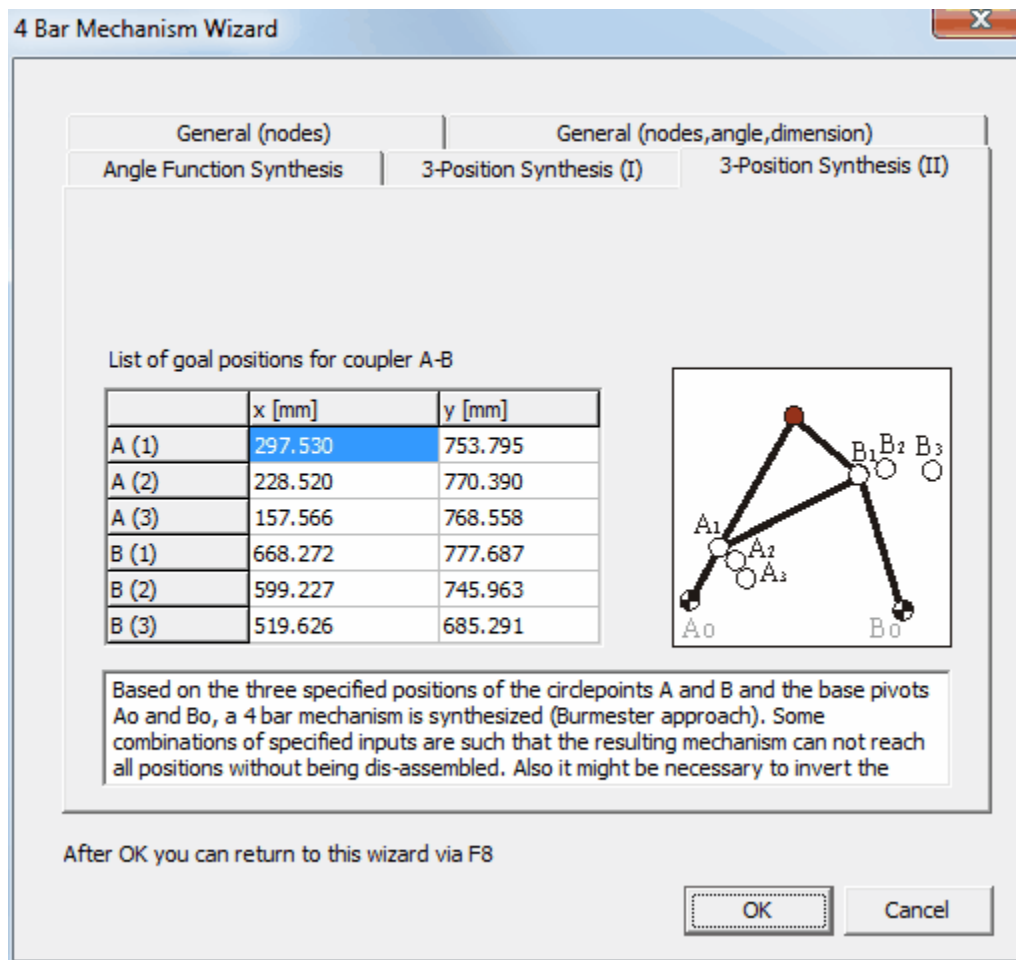 4 Bar Mechanism Wizard
x
General (nodes)
General (nodes,angle,dimension)
Angle Function Synthesis
3-Position Synthesis (I)
3-Position Synthesis (II)
List of goal positions for coupler A-B
x [mm] y [mm]
A (1) 297.530 753.795
A (2) 228.520 770.390
A (3) 157.566 768.558
B (1) 668.272 777.687
B (2) 599.227 745.963
B (3) 519.626 685.291
B1 B2 B3
A1
A2
A3
Ao Bo
Based on the three specified positions of the circlepoints A and B and the base pivots
Ao and Bo, a 4 bar mechanism is synthesized (Burmester approach). Some
combinations of specified inputs are such that the resulting mechanism can not reach
all positions without being dis-assembled. Also it might be necessary to invert the
After OK you can return to this wizard via F8
OK Cancel